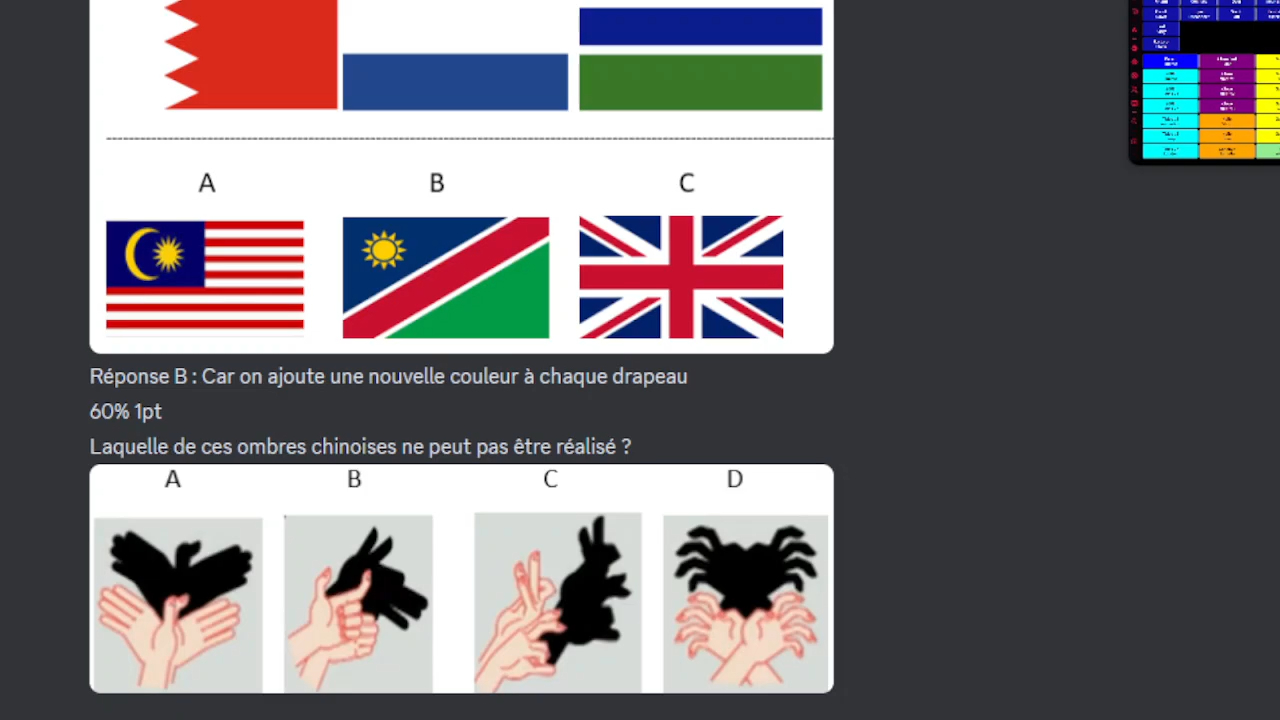 A B C
Réponse B : Car on ajoute une nouvelle couleur à chaque drapeau
60% 1pt
Laquelle de ces ombres chinoises ne peut pas être réalisé ?
A B C D